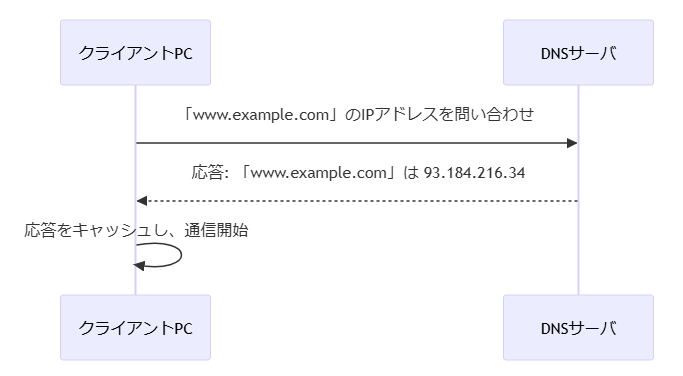 クライアントPC
DNSサーバ
「www.example.com」のIPアドレスを問い合わせ
応答: 「www.example.com」は 93.184.216.34
応答をキャッシュし、通信開始
クライアントPC
DNSサーバ